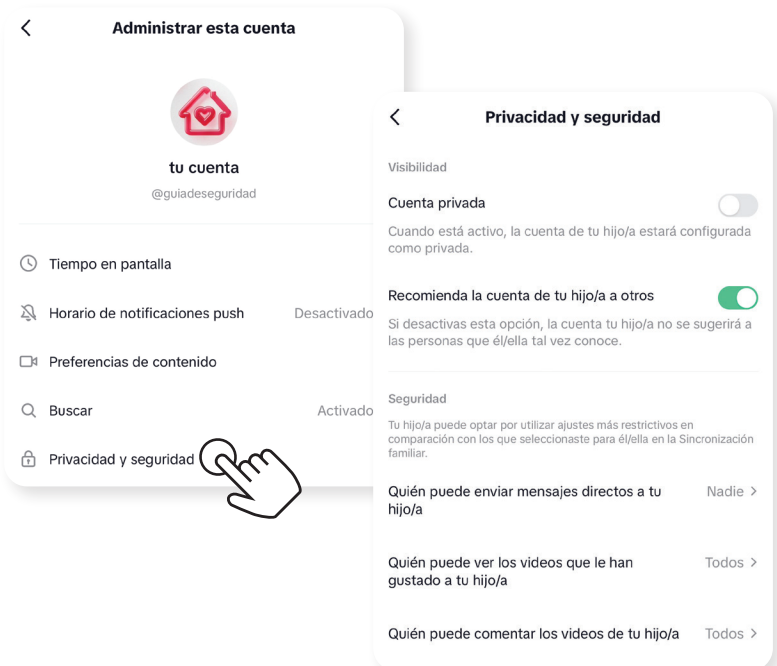 Administrar esta cuenta
tu cuenta
@guiadeseguridad
Tiempo en pantalla
Horario de notificaciones push Desactivado
Preferencias de contenido
Buscar Activado
Privacidad y seguridad
Privacidad y seguridad
Visibilidad
Cuenta privada
Cuando está activo, la cuenta de tu hijo/a estará configurada
como privada.
Recomienda la cuenta de tu hijo/a a otros
Si desactivas esta opción, la cuenta tu hijo/a no se sugerirá a
las personas que él/ella tal vez conoce.
Seguridad
Tu hijo/a puede optar por utilizar ajustes más restrictivos en
comparación con los que seleccionaste para él/ella en la Sincronización
familiar.
Quién puede enviar mensajes directos a tu Nadie
hijo/a
Quién puede ver los videos que le han Todos
gustado a tu hijo/a
Quién puede comentar los videos de tu hijo/a Todos